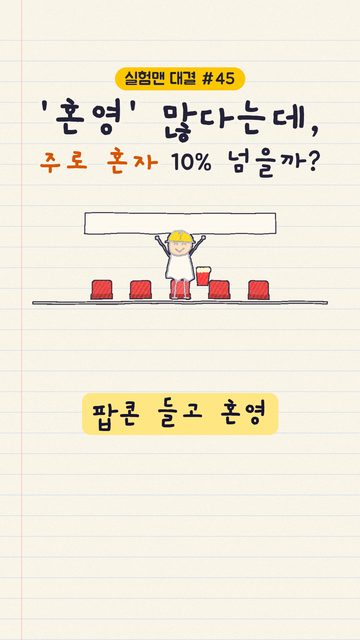 실험맨 대결 #45
'혼영' 많다는데,
주로 혼자 10% 넘을까?
팝콘 들고 혼영